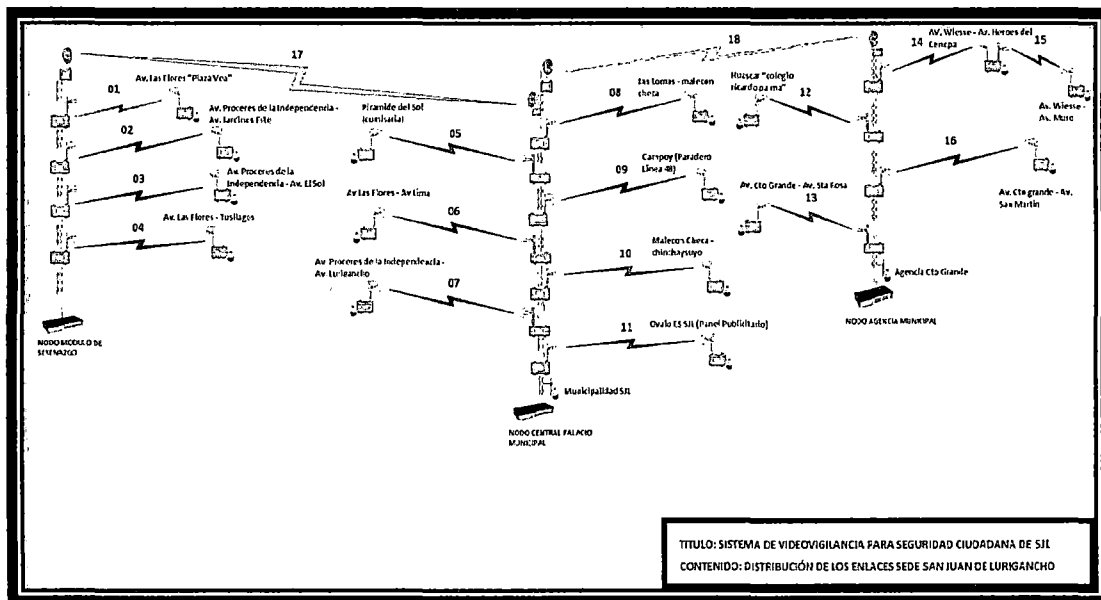 17
18
14
AV. Wiesse - Av. Heroes del
Cenepa
15
01
Av. Las Flores "Plaza Vea"
02
Av. Proceres de la Independencia -
Av. Jardines Este
Piramide del Sol
(comisaria)
05
08
Las Lomas - malecon
checa
Huascar "colegio
ricardo palma"
12
Av. Wiesse -
Av. Muro
03
Av. Proceres de la
Independencia - Av. El Sol
09
Campoy (Paradero
Linea 48)
16
04
Av. Las Flores - Tusilagos
Av. Las Flores - Av Lima
06
Av. Cto Grande - Av. Sta Rosa
13
Av. Cto grande - Av.
San Martin
Av. Proceres de la Independencia -
Av. Lurigancho
07
10
Malecon Checa -
chinchaysuyo
Agencia Cto Grande
NODO MODULO DE
SERENAZGO
11
Ovalo ES SJL (Panel Publicitario)
NODO AGENCIA MUNICIPAL
Municipalidad SJL
NODO CENTRAL PALACIO
MUNICIPAL
TITULO: SISTEMA DE VIDEOVIGILANCIA PARA SEGURIDAD CIUDADANA DE SJL
CONTENIDO: DISTRIBUCIÓN DE LOS ENLACES SEDE SAN JUAN DE LURIGANCHO